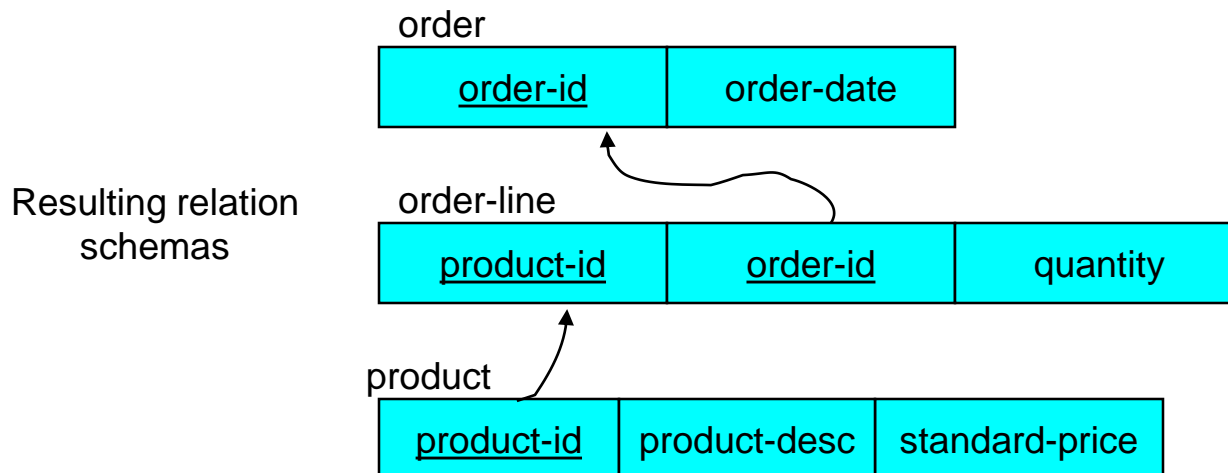 order
order-id order-date
Resulting relation
schemas
order-line
product-id order-id quantity
product
product-id product-desc standard-price